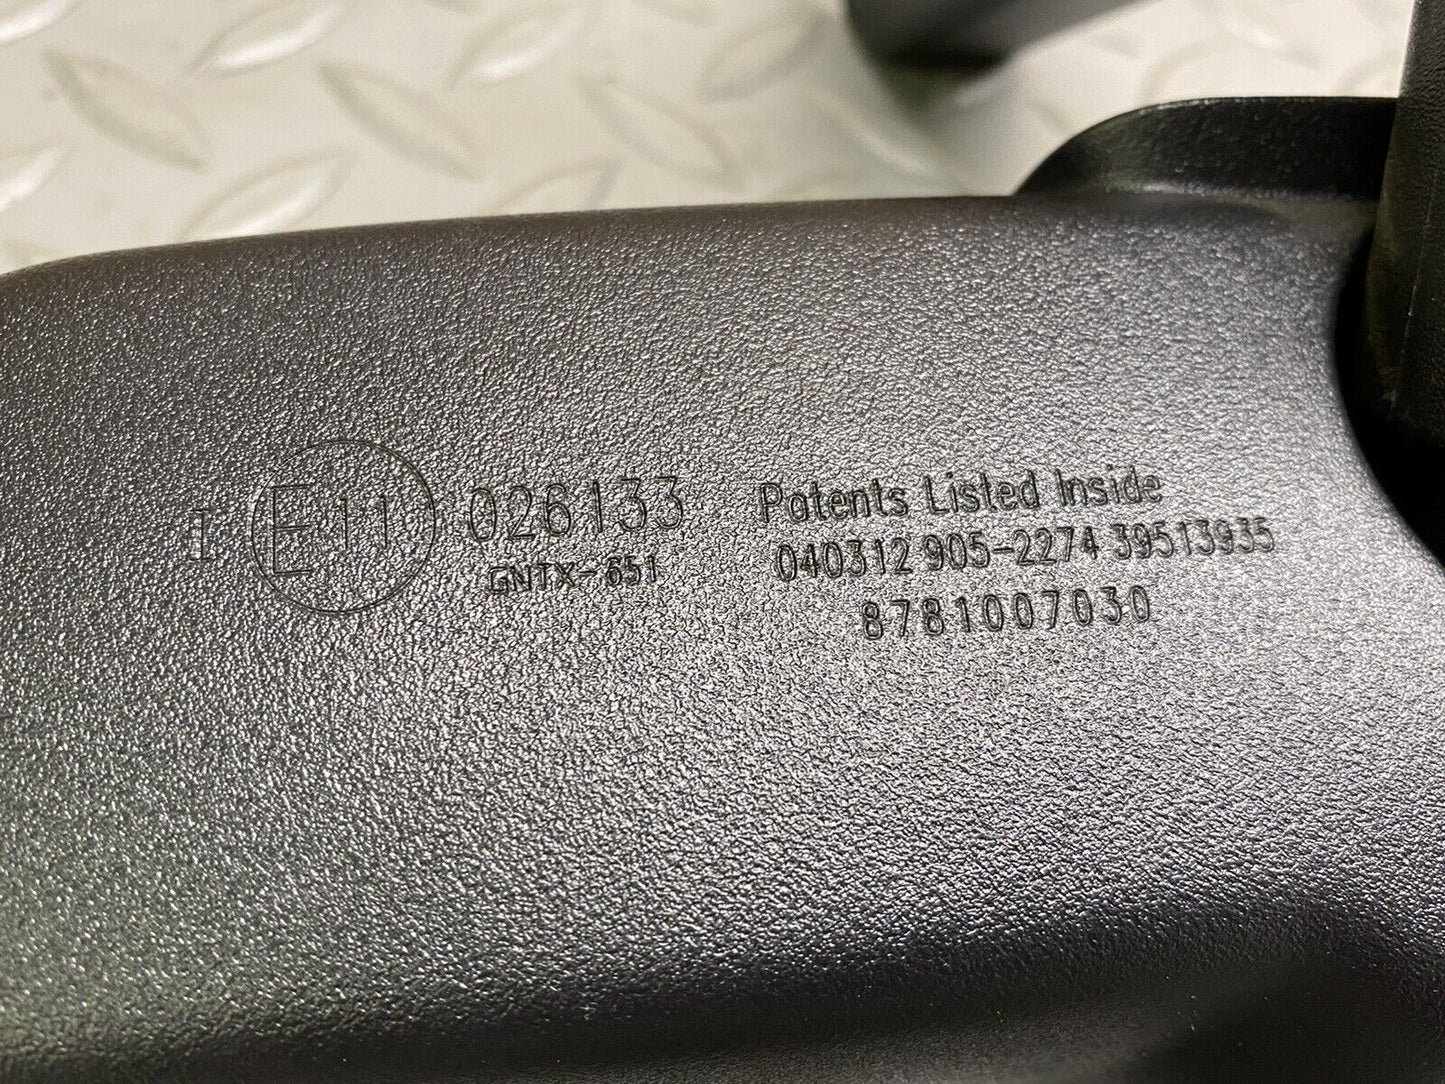 I E11 026133
GNTX-651
Patents Listed Inside
040312 905-2274 39513935
8781007030